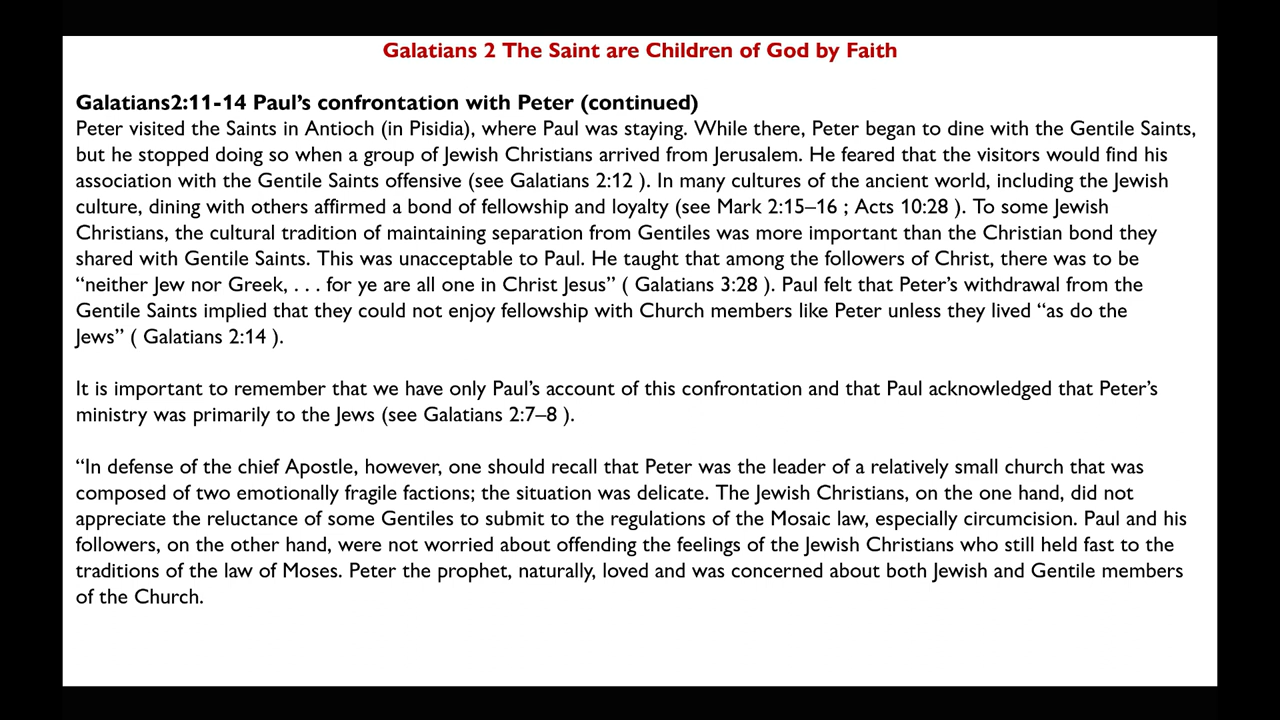 Galatians 2 The Saint are Children of God by Faith
Galatians2:11-14 Paul’s confrontation with Peter (continued)
Peter visited the Saints in Antioch (in Pisidia), where Paul was staying. While there, Peter began to dine with the Gentile Saints,
but he stopped doing so when a group of Jewish Christians arrived from Jerusalem. He feared that the visitors would find his
association with the Gentile Saints offensive (see Galatians 2:12 ). In many cultures of the ancient world, including the Jewish
culture, dining with others affirmed a bond of fellowship and loyalty (see Mark 2:15–16 ; Acts 10:28 ). To some Jewish
Christians, the cultural tradition of maintaining separation from Gentiles was more important than the Christian bond they
shared with Gentile Saints. This was unacceptable to Paul. He taught that among the followers of Christ, there was to be
“neither Jew nor Greek, . . . for ye are all one in Christ Jesus” ( Galatians 3:28 ). Paul felt that Peter’s withdrawal from the
Gentile Saints implied that they could not enjoy fellowship with Church members like Peter unless they lived “as do the
Jews” ( Galatians 2:14 ).
It is important to remember that we have only Paul’s account of this confrontation and that Paul acknowledged that Peter’s
ministry was primarily to the Jews (see Galatians 2:7–8 ).
“In defense of the chief Apostle, however, one should recall that Peter was the leader of a relatively small church that was
composed of two emotionally fragile factions; the situation was delicate. The Jewish Christians, on the one hand, did not
appreciate the reluctance of some Gentiles to submit to the regulations of the Mosaic law, especially circumcision. Paul and his
followers, on the other hand, were not worried about offending the feelings of the Jewish Christians who still held fast to the
traditions of the law of Moses. Peter the prophet, naturally, loved and was concerned about both Jewish and Gentile members
of the Church.